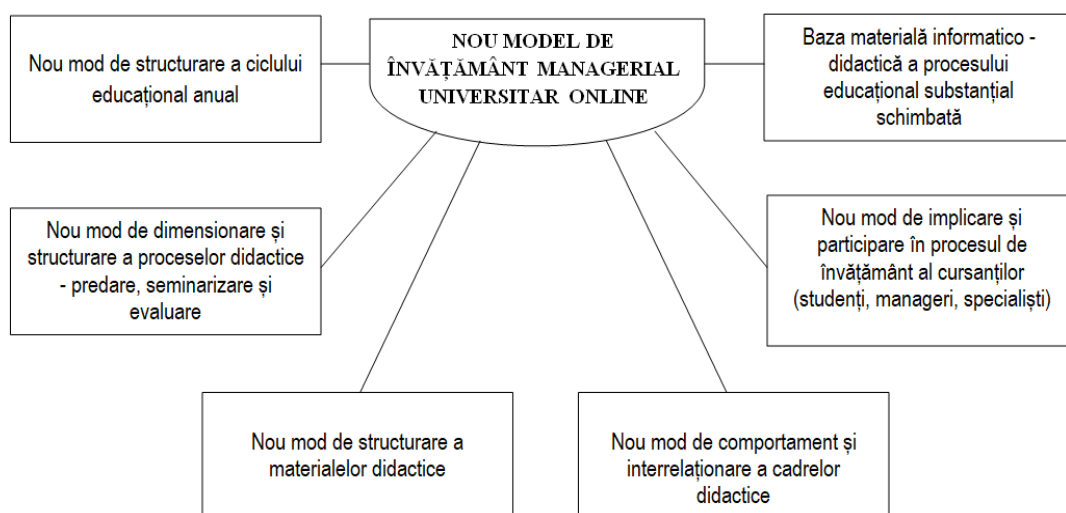 NOU MODEL DE
ÎNVĂȚĂMÂNT MANAGERIAL
UNIVERSITAR ONLINE
Nou mod de structurare a ciclului
educațional anual
Baza materială informatico -
didactică a procesului
educațional substanțial
schimbată
Nou mod de dimensionare și
structurare a proceselor didactice
- predare, seminarizare și
evaluare
Nou mod de implicare și
participare în procesul de
învățământ al cursanților
(studenți, manageri, specialiști)
Nou mod de structurare a
materialelor didactice
Nou mod de comportament și
interrelaționare a cadrelor
didactice